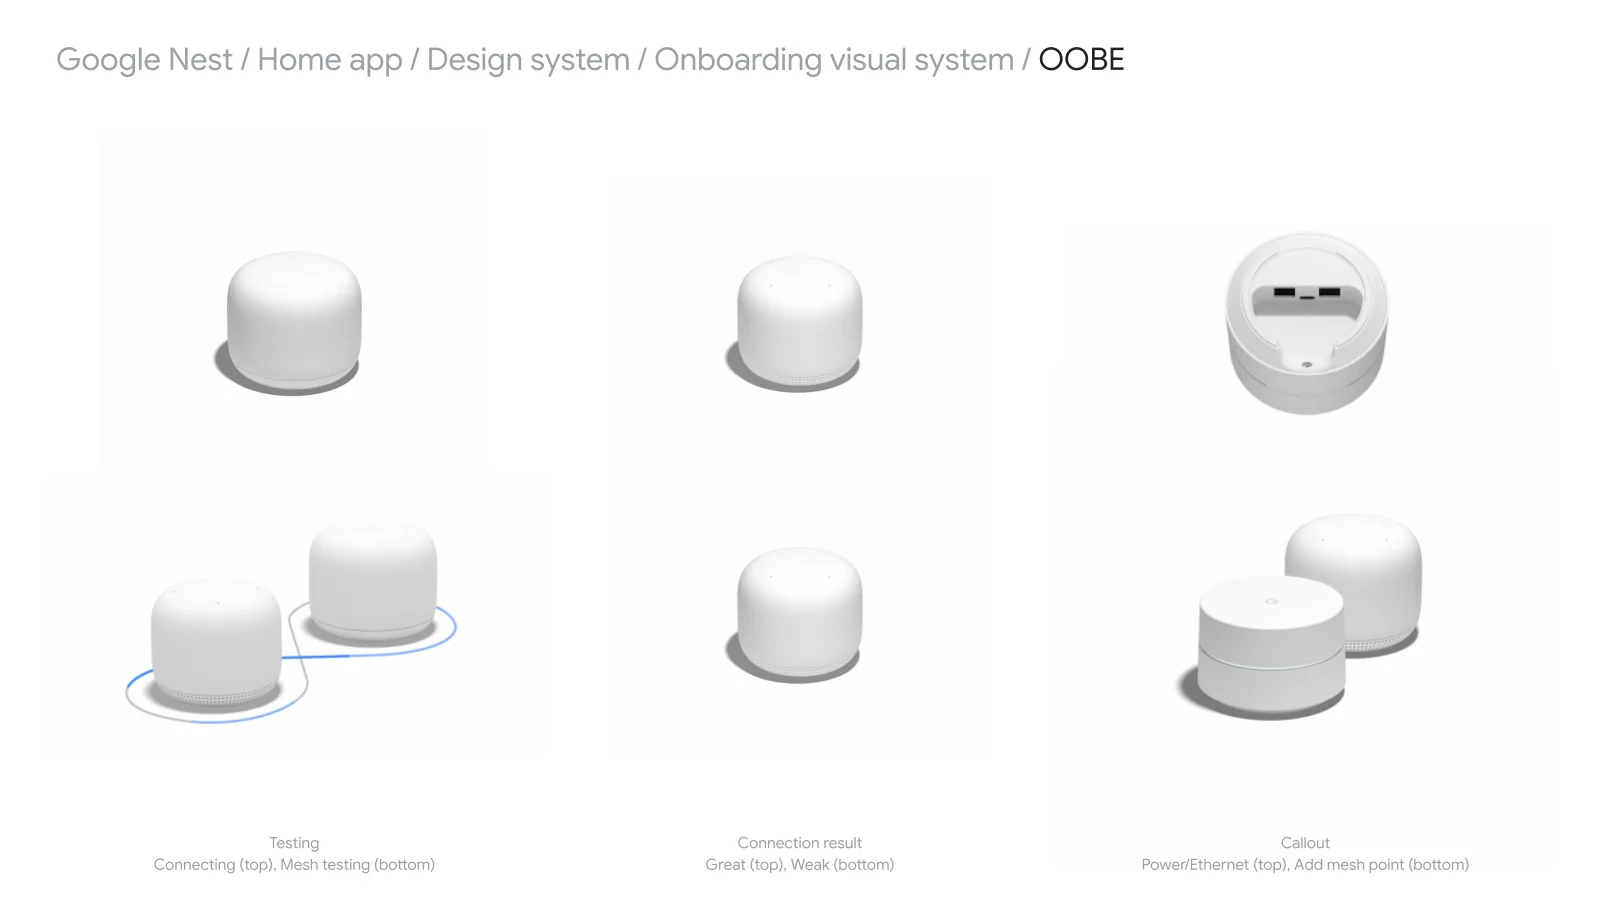 Google Nest / Home app / Design system / Onboarding visual system / OOBE
Testing
Connecting (top), Mesh testing (bottom)
Connection result
Great (top), Weak (bottom)
Callout
Power/Ethernet (top), Add mesh point (bottom)